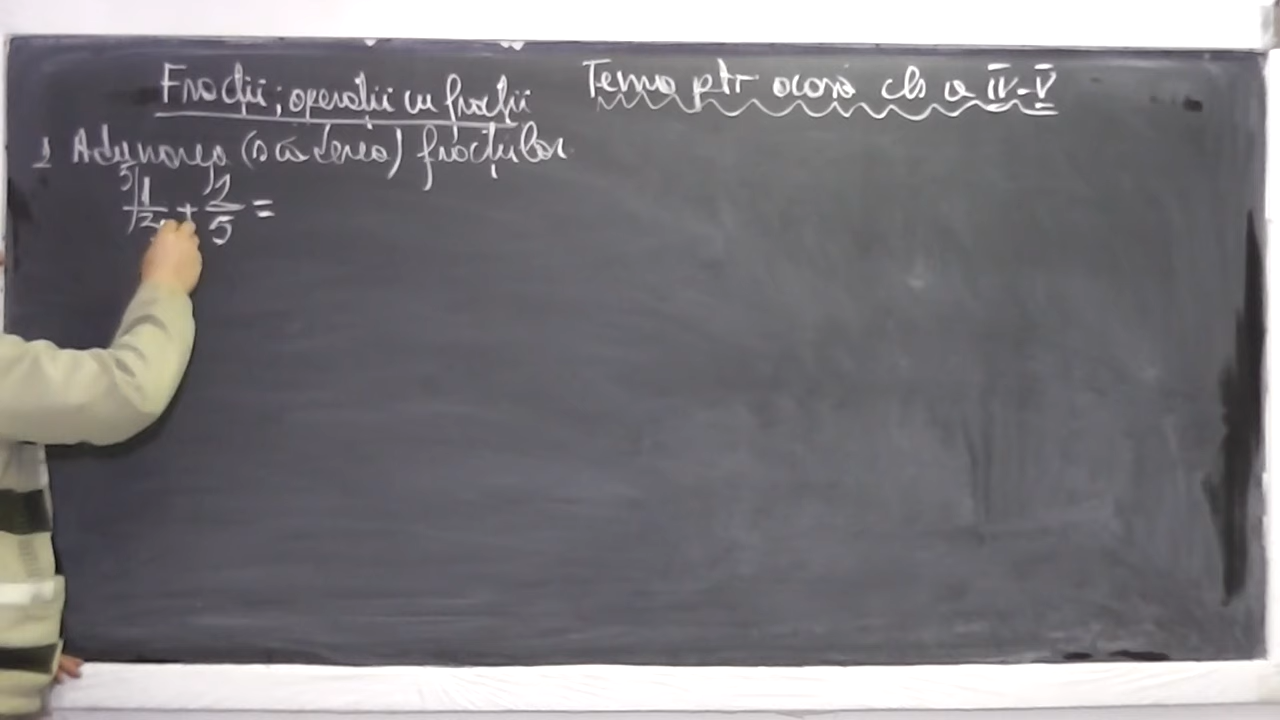 Fracții; operații cu fracții
Tema ptr acasă cls a IV-V
1 Adunarea (scăderea) fracțiilor
5) 1/2 + 2/5 =